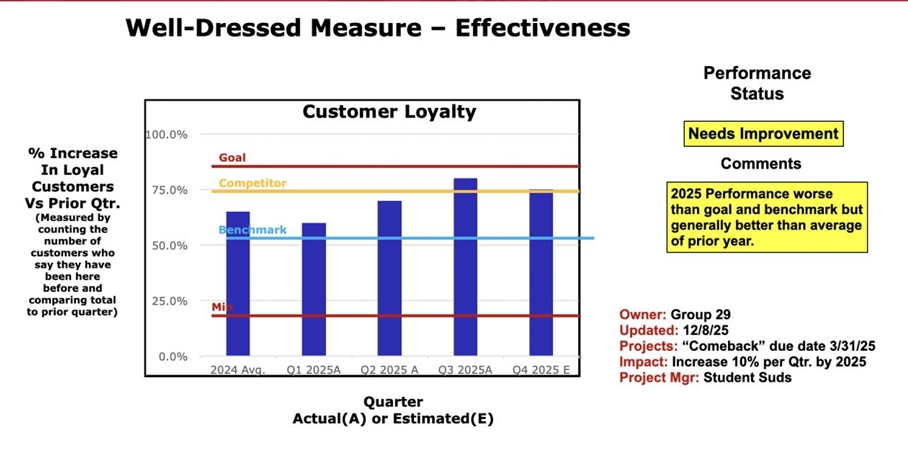 Well-Dressed Measure – Effectiveness
Performance
Status
Needs Improvement
Comments
2025 Performance worse
than goal and benchmark but
generally better than average
of prior year.
Customer Loyalty
% Increase
In Loyal
Customers
Vs Prior Qtr.
(Measured by
counting the
number of
customers who
say they have
been here
before and
comparing total
to prior quarter)
100.0%
Goal
Competitor
75.0%
Benchmark
50.0%
25.0%
Min
0.0%
2024 Avg. Q1 2025A Q2 2025 A Q3 2025A Q4 2025 E
Quarter
Actual(A) or Estimated(E)
Owner: Group 29
Updated: 12/8/25
Projects: “Comeback” due date 3/31/25
Impact: Increase 10% per Qtr. by 2025
Project Mgr: Student Suds